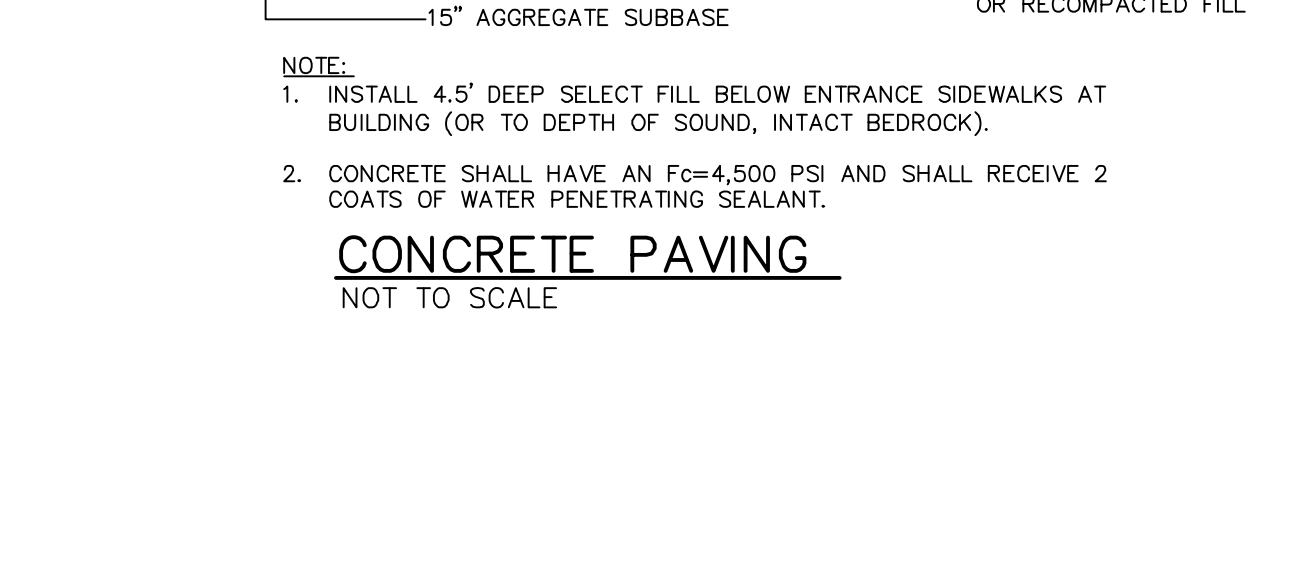 15” AGGREGATE SUBBASE
OR RECOMPACTED FILL
NOTE:
1. INSTALL 4.5’ DEEP SELECT FILL BELOW ENTRANCE SIDEWALKS AT
BUILDING (OR TO DEPTH OF SOUND, INTACT BEDROCK).
2. CONCRETE SHALL HAVE AN Fc=4,500 PSI AND SHALL RECEIVE 2
COATS OF WATER PENETRATING SEALANT.
CONCRETE PAVING
NOT TO SCALE